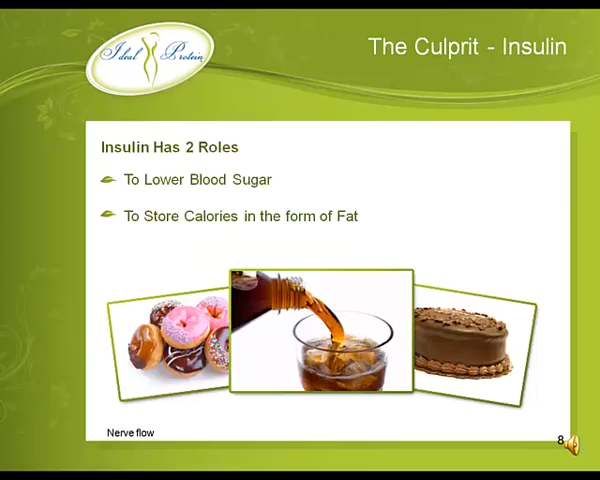 Ideal Protein
The Culprit - Insulin
Insulin Has 2 Roles
To Lower Blood Sugar
To Store Calories in the form of Fat
Nerve flow
8